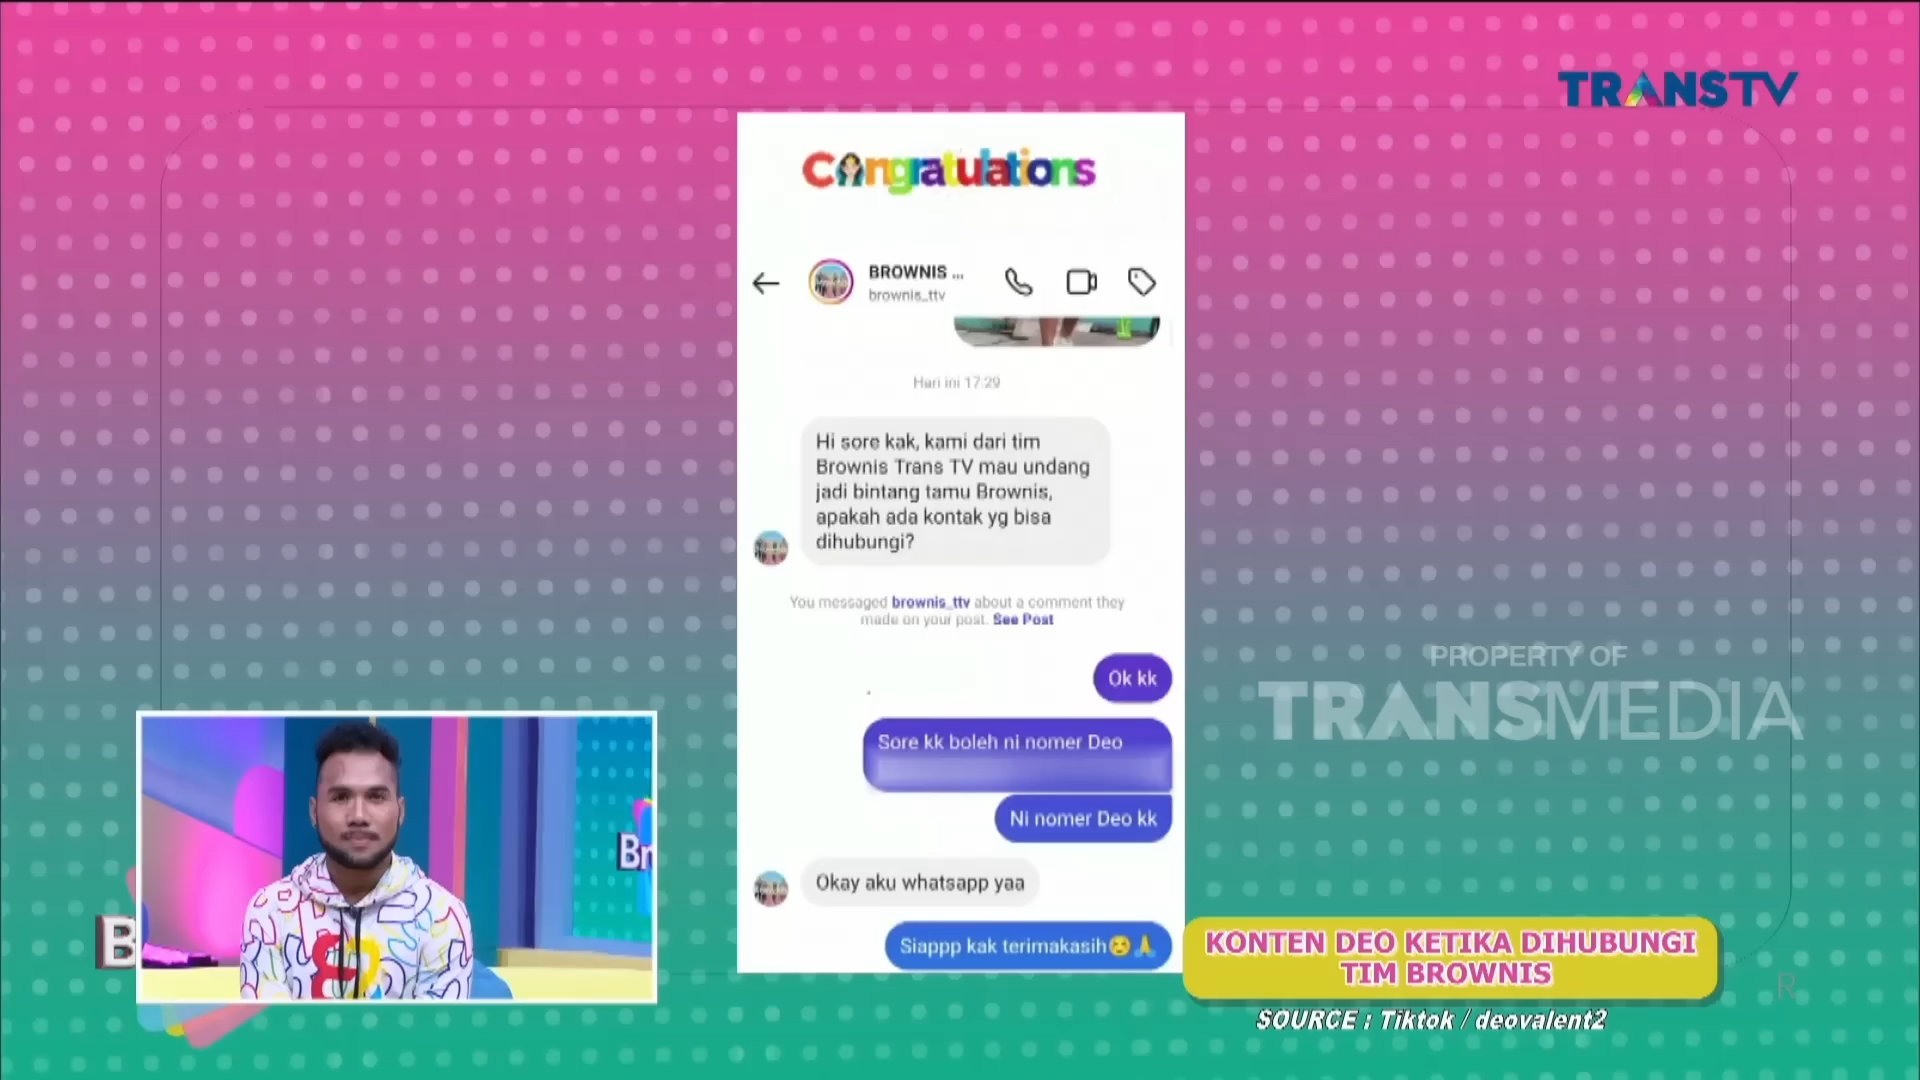 TRANSTV
Congratulations
BROWNIS ...
brownis_ttv
Hari ini 17:29
Hi sore kak, kami dari tim
Brownis Trans TV mau undang
jadi bintang tamu Brownis,
apakah ada kontak yg bisa
dihubungi?
You messaged brownis_ttv about a comment they
made on your post. See Post
Ok kk
Sore kk boleh ni nomer Deo
Ni nomer Deo kk
Okay aku whatsapp yaa
Siappp kak terimakasih😊🙏
PROPERTY OF
TRANSMEDIA
Br
B
KONTEN DEO KETIKA DIHUBUNGI
TIM BROWNIS
R
SOURCE : Tiktok / deovalent2